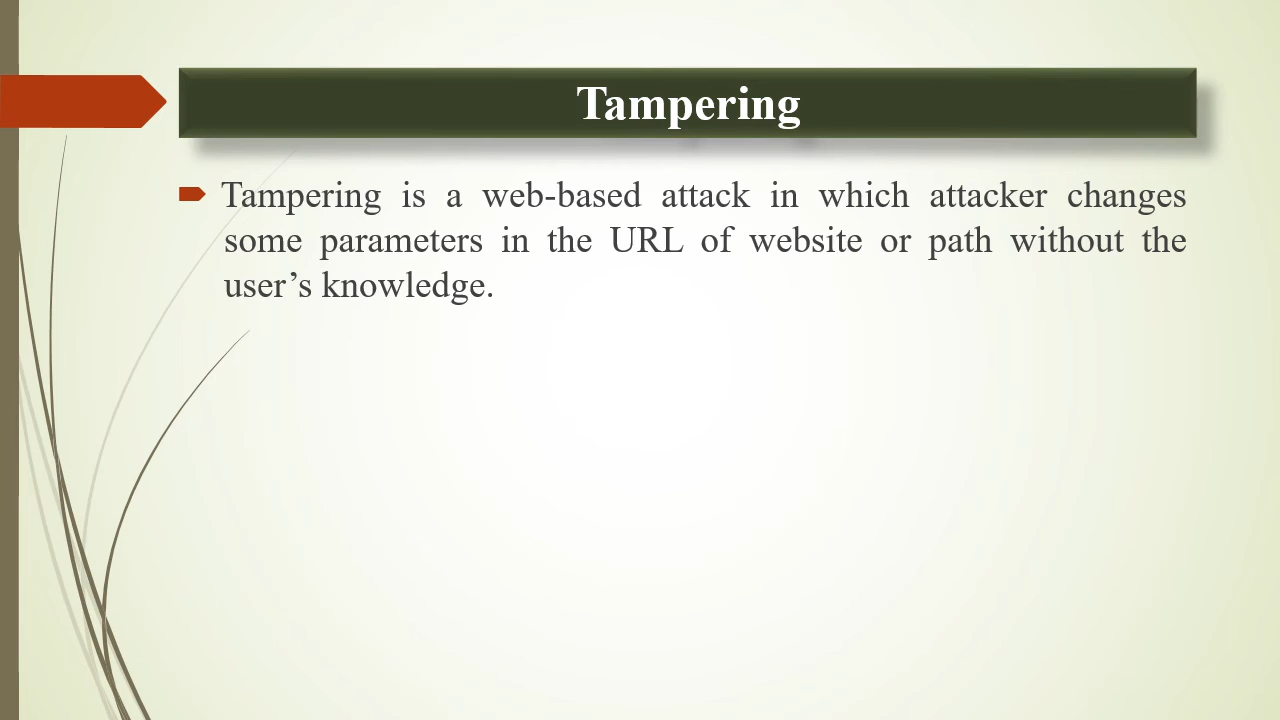 Tampering
Tampering is a web-based attack in which attacker changes
some parameters in the URL of website or path without the
user’s knowledge.